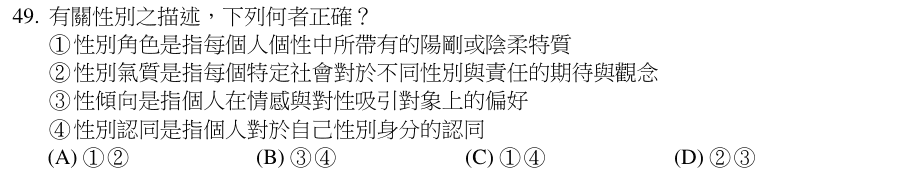 49. 有關性別之描述，下列何者正確？
①性別角色是指每個人個性中所帶有的陽剛或陰柔特質
②性別氣質是指每個特定社會對於不同性別與責任的期待與觀念
③性傾向是指個人在情感與對性吸引對象上的偏好
④性別認同是指個人對於自己性別身分的認同
(A) ①② (B) ③④ (C) ①④ (D) ②③